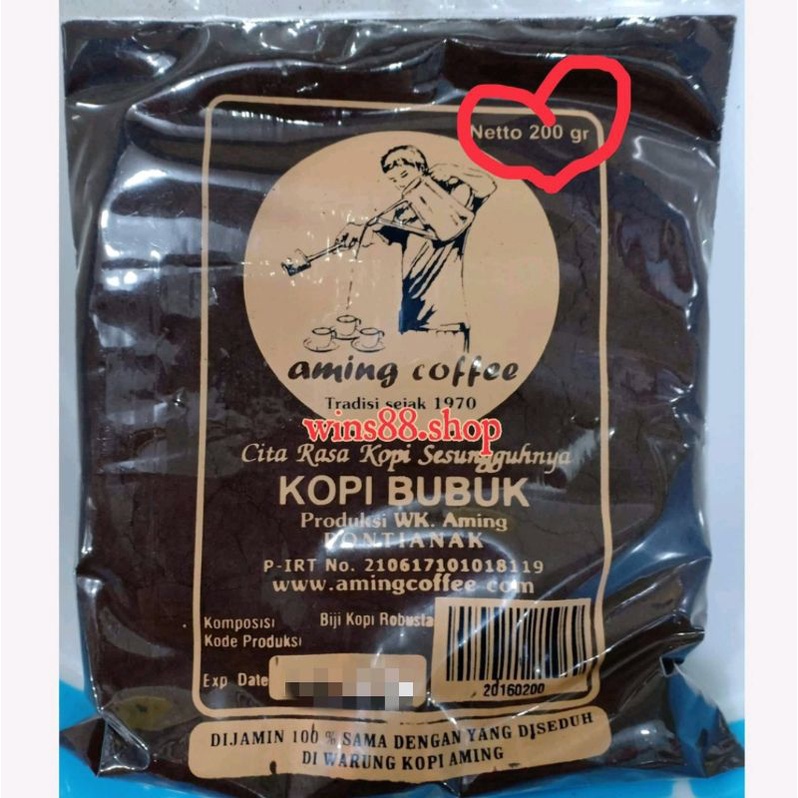 Netto 200 gr
aming coffee
Tradisi sejak 1970
wins88.shop
Cita Rasa Kopi Sesungguhnya
KOPI BUBUK
Produksi WK. Aming
PONTIANAK
P-IRT No. 210617101018119
www.amingcoffee.com
Komposisi Biji Kopi Robusta
Kode Produksi
Exp Date
20160200
DIJAMIN 100 % SAMA DENGAN YANG DISEDUH
DI WARUNG KOPI AMING